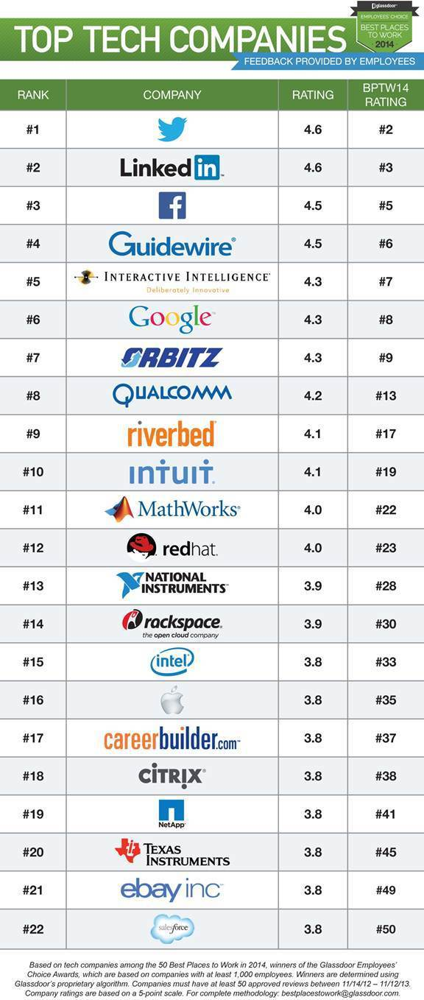 glassdoor
EMPLOYEES' CHOICE
BEST PLACES
TO WORK
2014
TOP TECH COMPANIES
FEEDBACK PROVIDED BY EMPLOYEES
RANK COMPANY RATING BPTW14 RATING
#1 4.6 #2
#2 Linked in 4.6 #3
#3 f 4.5 #5
#4 Guidewire® 4.5 #6
#5 INTERACTIVE INTELLIGENCE® 4.3 #7
Deliberately Innovative
#6 Google™ 4.3 #8
#7 ORBITZ 4.3 #9
#8 QUALCOMM 4.2 #13
#9 riverbed 4.1 #17
#10 intuit® 4.1 #19
#11 MathWorks® 4.0 #22
#12 redhat. 4.0 #23
#13 NATIONAL INSTRUMENTS™ 3.9 #28
#14 rackspace® 3.9 #30
the open cloud company
#15 intel 3.8 #33
#16 3.8 #35
#17 careerbuilder.com™ 3.8 #37
#18 CITRIX® 3.8 #38
#19 NetApp™ 3.8 #41
#20 TEXAS INSTRUMENTS 3.8 #45
#21 ebay inc™ 3.8 #49
#22 salesforce 3.8 #50
Based on tech companies among the 50 Best Places to Work in 2014, winners of the Glassdoor Employees'
Choice Awards, which are based on companies with at least 1,000 employees. Winners are determined using
Glassdoor's proprietary algorithm. Companies must have at least 50 approved reviews between 11/14/12 – 11/12/13.
Company ratings are based on a 5-point scale. For complete methodology: bestplacestowork@glassdoor.com.